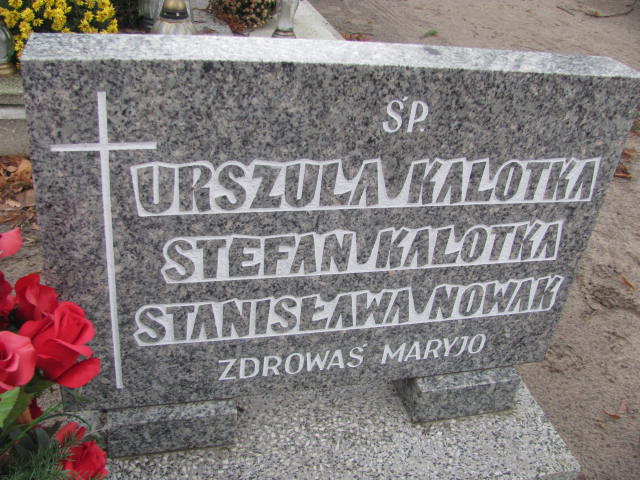 ŚP.
URSZULA KALOTKA
STEFAN KALOTKA
STANISŁAWA NOWAK
ZDROWAŚ MARYJO